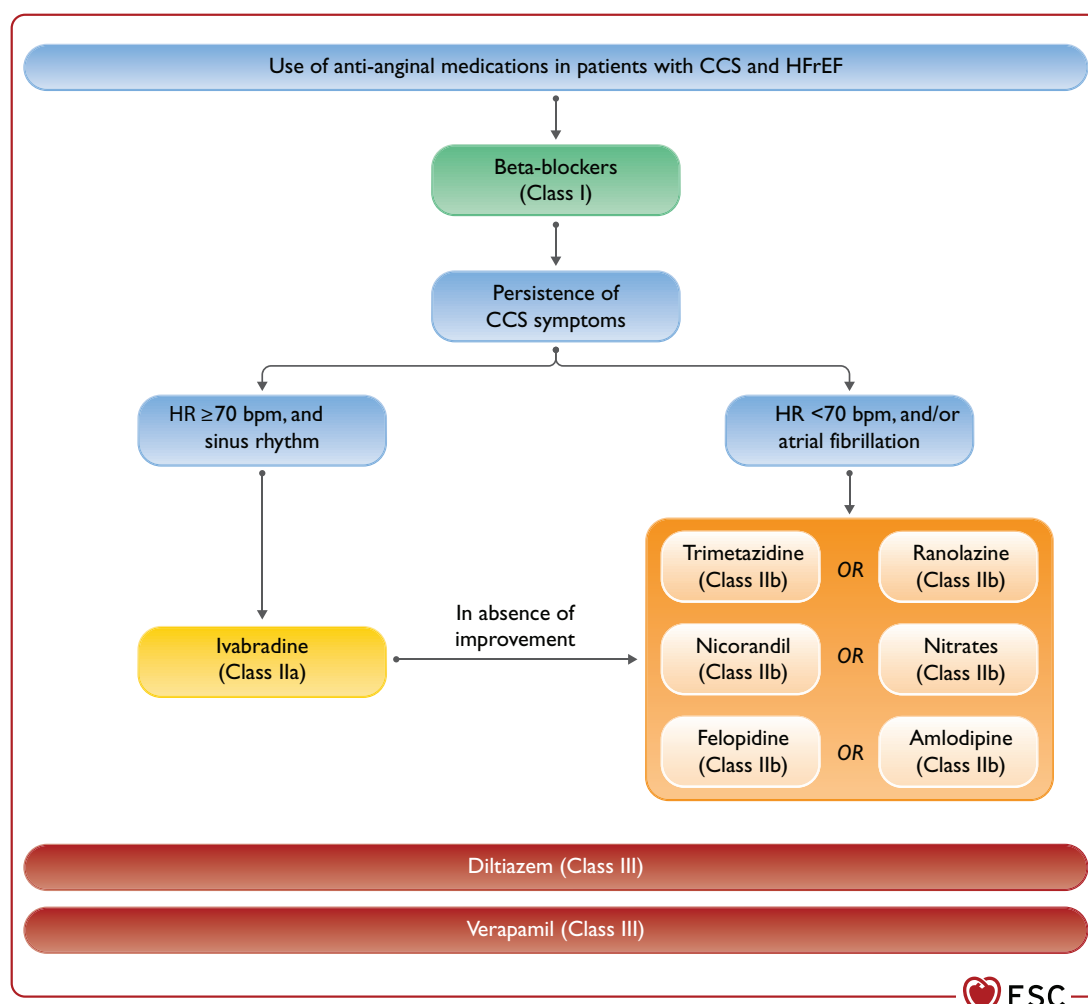 Use of anti-anginal medications in patients with CCS and HFrEF
Beta-blockers
(Class I)
Persistence of
CCS symptoms
HR ≥70 bpm, and
sinus rhythm
HR <70 bpm, and/or
atrial fibrillation
Trimetazidine
(Class IIb)
OR
Ranolazine
(Class IIb)
In absence of
improvement
Ivabradine
(Class IIa)
Nicorandil
(Class IIb)
OR
Nitrates
(Class IIb)
Felopidine
(Class IIb)
OR
Amlodipine
(Class IIb)
Diltiazem (Class III)
Verapamil (Class III)
ESC